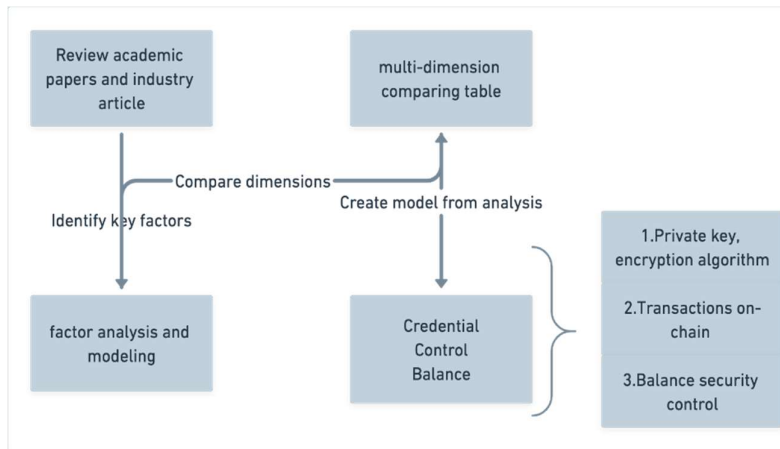 Review academic
papers and industry
article
multi-dimension
comparing table
Compare dimensions
Create model from analysis
Identify key factors
1.Private key,
encryption algorithm
2.Transactions on-
chain
3.Balance security
control
factor analysis and
modeling
Credential
Control
Balance